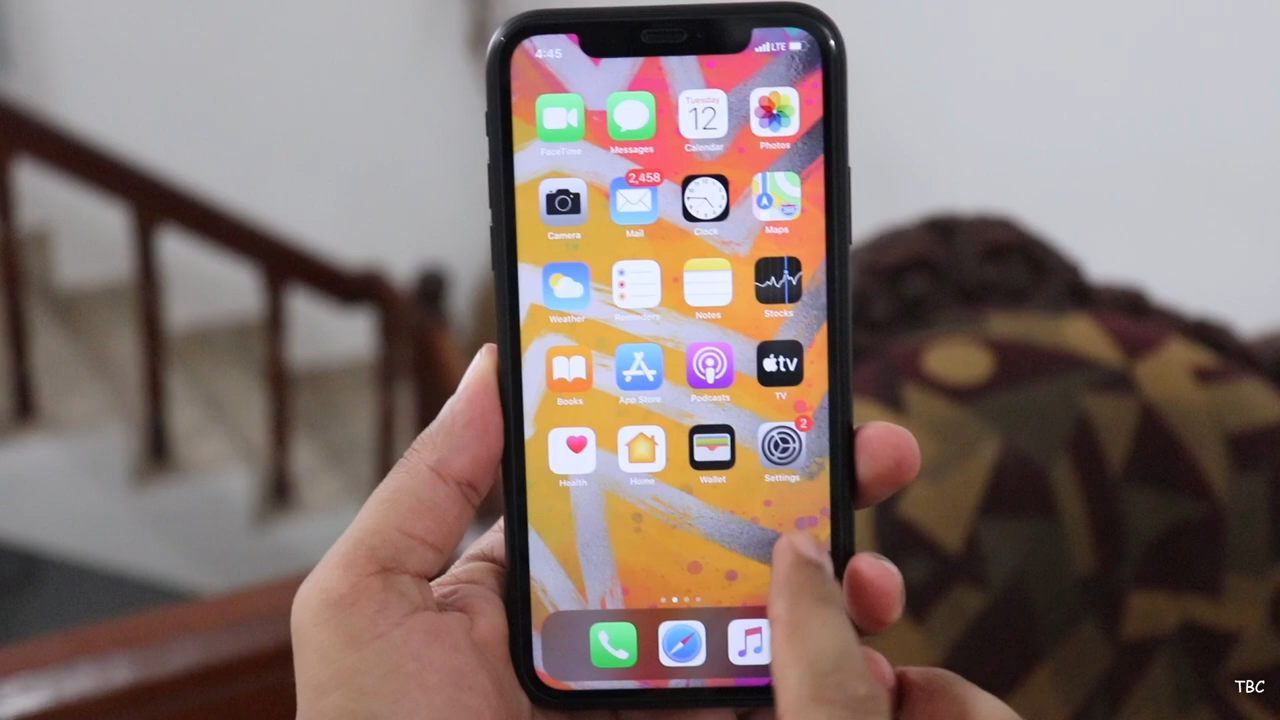 4:45 LTE
Tuesday
12
FaceTime Messages Calendar Photos
2,458
Camera Mail Clock Maps
Weather Reminders Notes Stocks
tv
Books App Store Podcasts TV
2
Health Home Wallet Settings
TBC